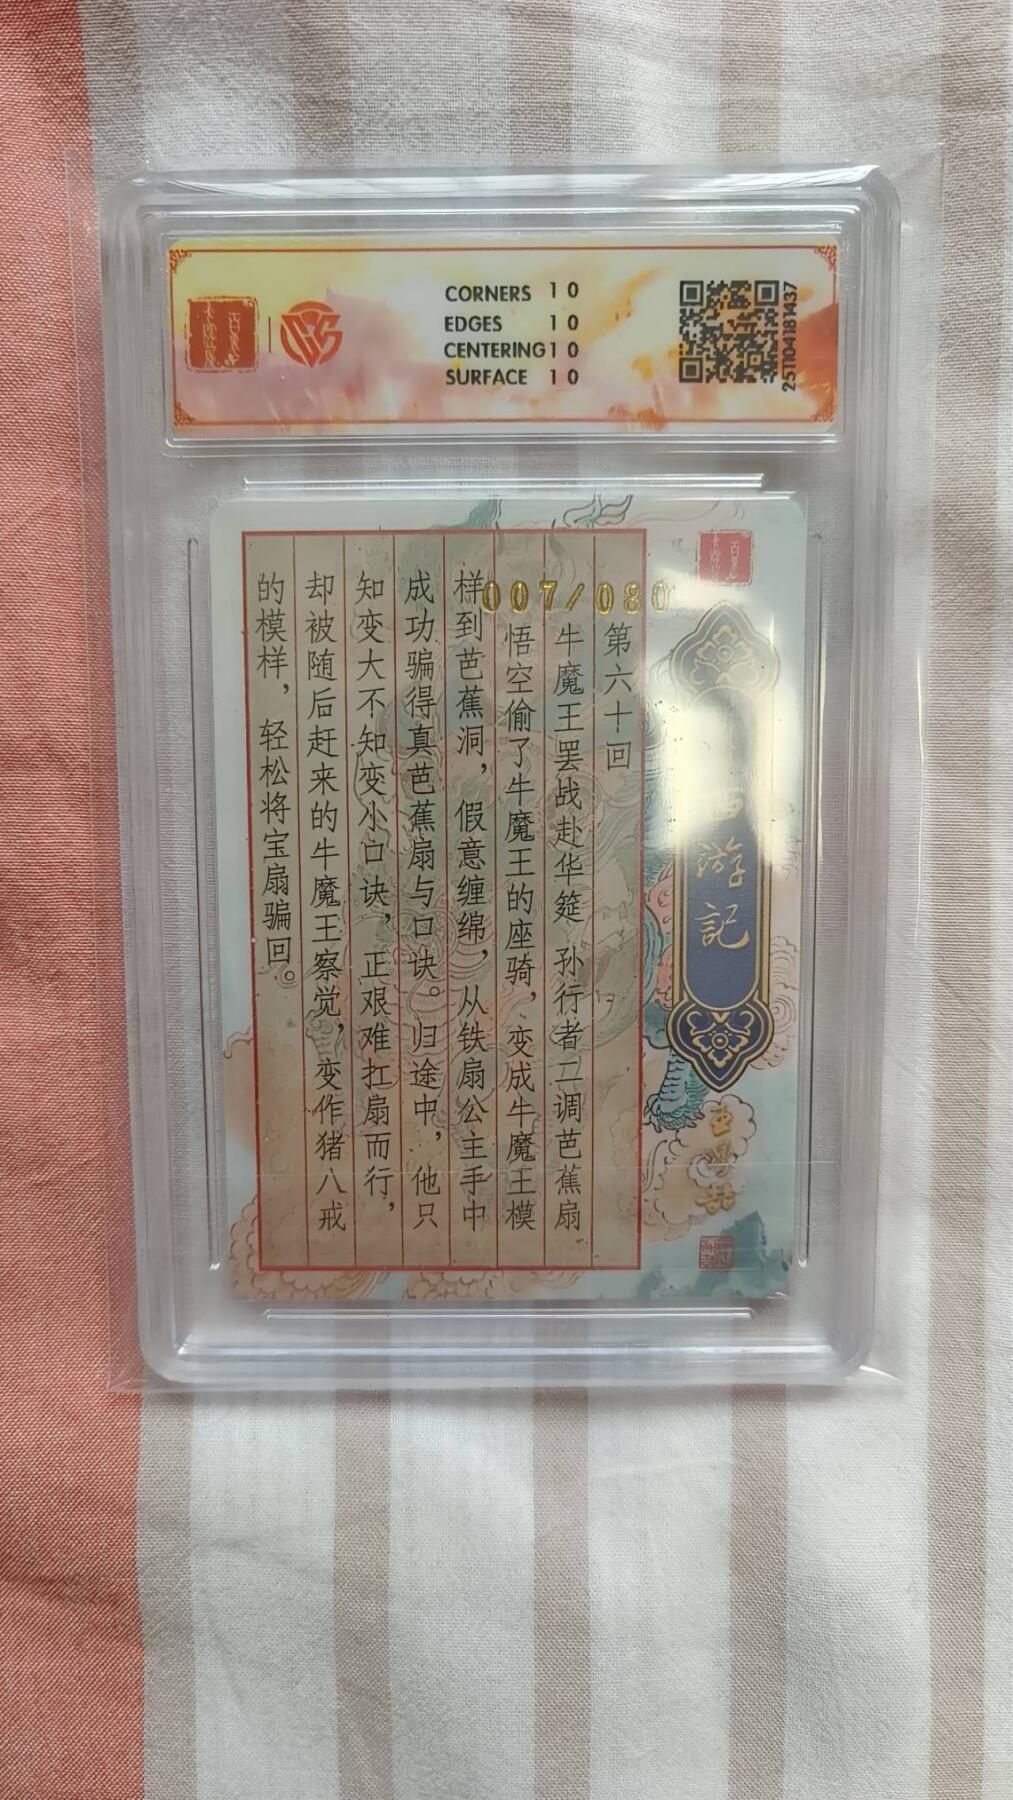 CORNERS 10
EDGES 10
CENTERING10
SURFACE 10
251104181437
007/080
第六十回
牛魔王罢战赴华筵 孙行者二调芭蕉扇
悟空偷了牛魔王的座骑，变成牛魔王模
样到芭蕉洞，假意缠绵，从铁扇公主手中
成功骗得真芭蕉扇与口诀。归途中，他只
知变大不知变小口诀，正艰难扛扇而行，
却被随后赶来的牛魔王察觉，变作猪八戒
的模样，轻松将宝扇骗回。
西游記